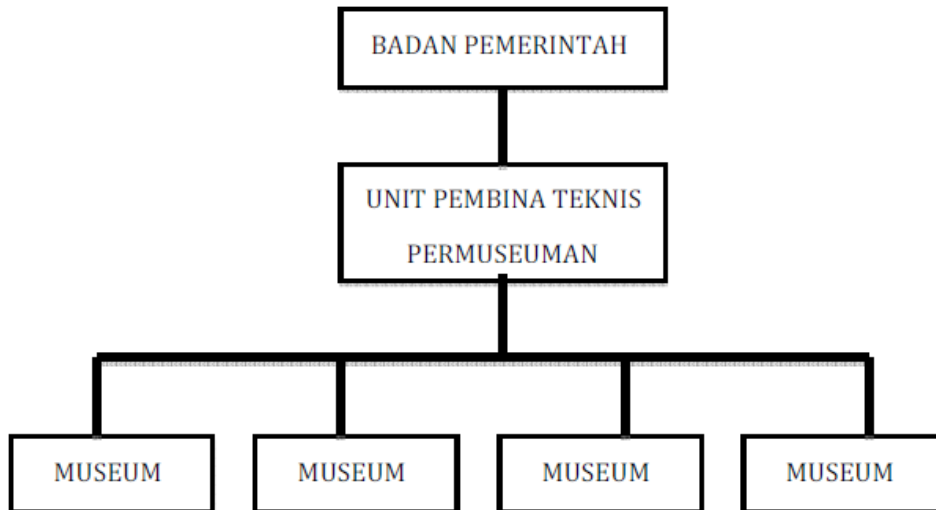 BADAN PEMERINTAH
UNIT PEMBINA TEKNIS
PERMUSEUMAN
MUSEUM
MUSEUM
MUSEUM
MUSEUM